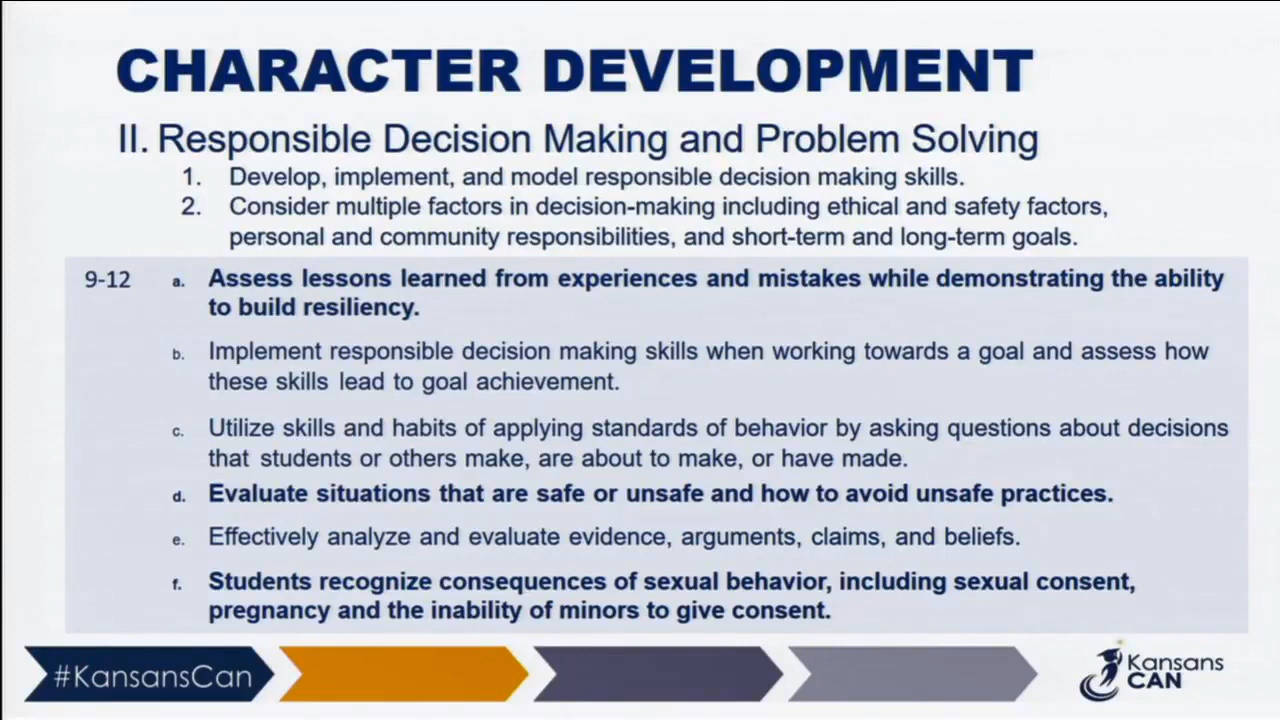 CHARACTER DEVELOPMENT
II. Responsible Decision Making and Problem Solving
1. Develop, implement, and model responsible decision making skills.
2. Consider multiple factors in decision-making including ethical and safety factors,
personal and community responsibilities, and short-term and long-term goals.
9-12 a. Assess lessons learned from experiences and mistakes while demonstrating the ability
to build resiliency.
b. Implement responsible decision making skills when working towards a goal and assess how
these skills lead to goal achievement.
c. Utilize skills and habits of applying standards of behavior by asking questions about decisions
that students or others make, are about to make, or have made.
d. Evaluate situations that are safe or unsafe and how to avoid unsafe practices.
e. Effectively analyze and evaluate evidence, arguments, claims, and beliefs.
f. Students recognize consequences of sexual behavior, including sexual consent,
pregnancy and the inability of minors to give consent.
#KansansCan
Kansans
CAN